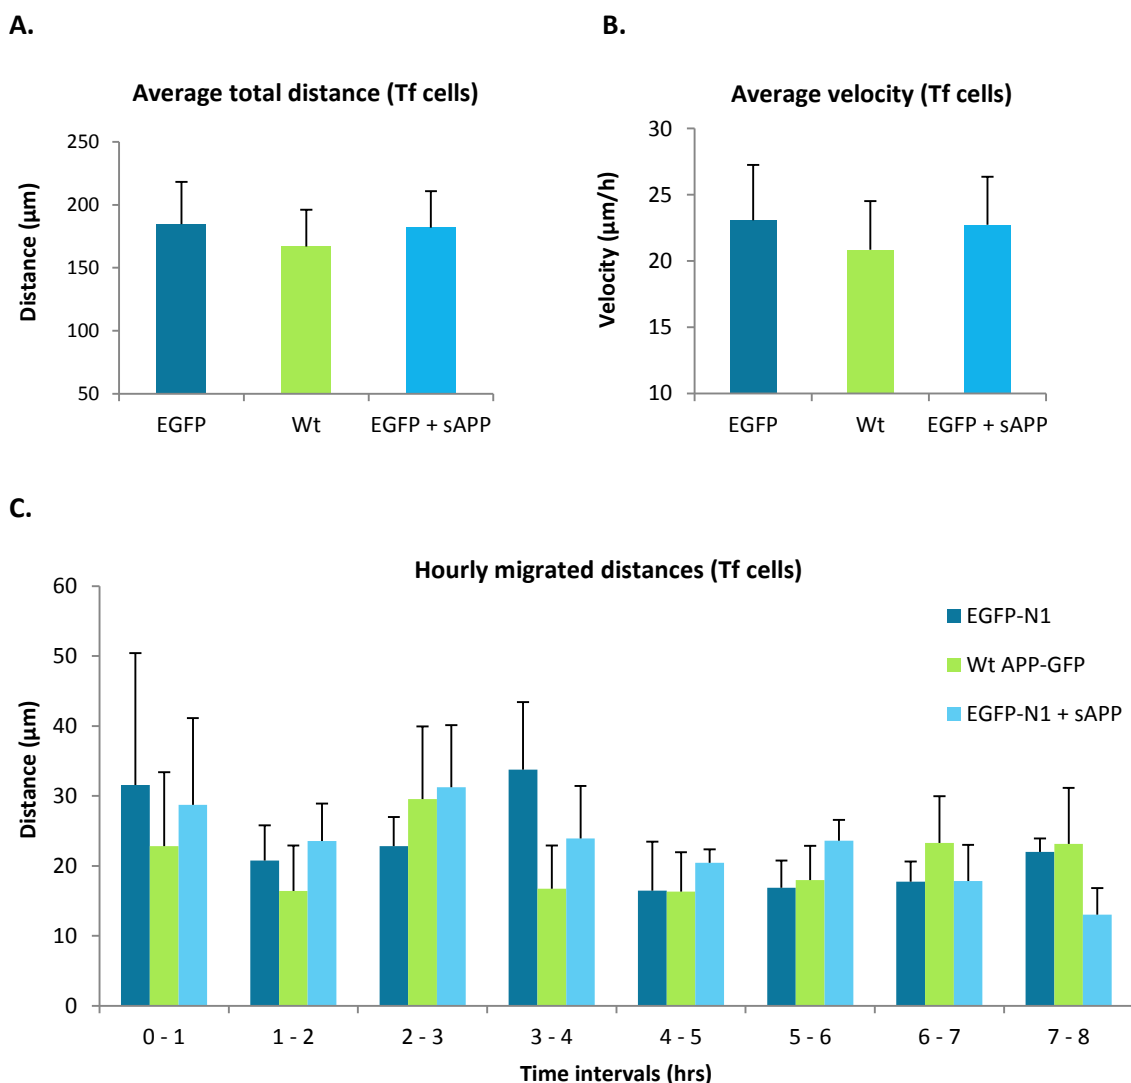 A.
B.
Average total distance (Tf cells)
Distance (µm)
250
200
150
100
50
EGFP
Wt
EGFP + sAPP
Average velocity (Tf cells)
Velocity (µm/h)
30
25
20
15
10
EGFP
Wt
EGFP + sAPP
C.
Hourly migrated distances (Tf cells)
Distance (µm)
60
50
40
30
20
10
0
EGFP-N1
Wt APP-GFP
EGFP-N1 + sAPP
0 - 1
1 - 2
2 - 3
3 - 4
4 - 5
5 - 6
6 - 7
7 - 8
Time intervals (hrs)